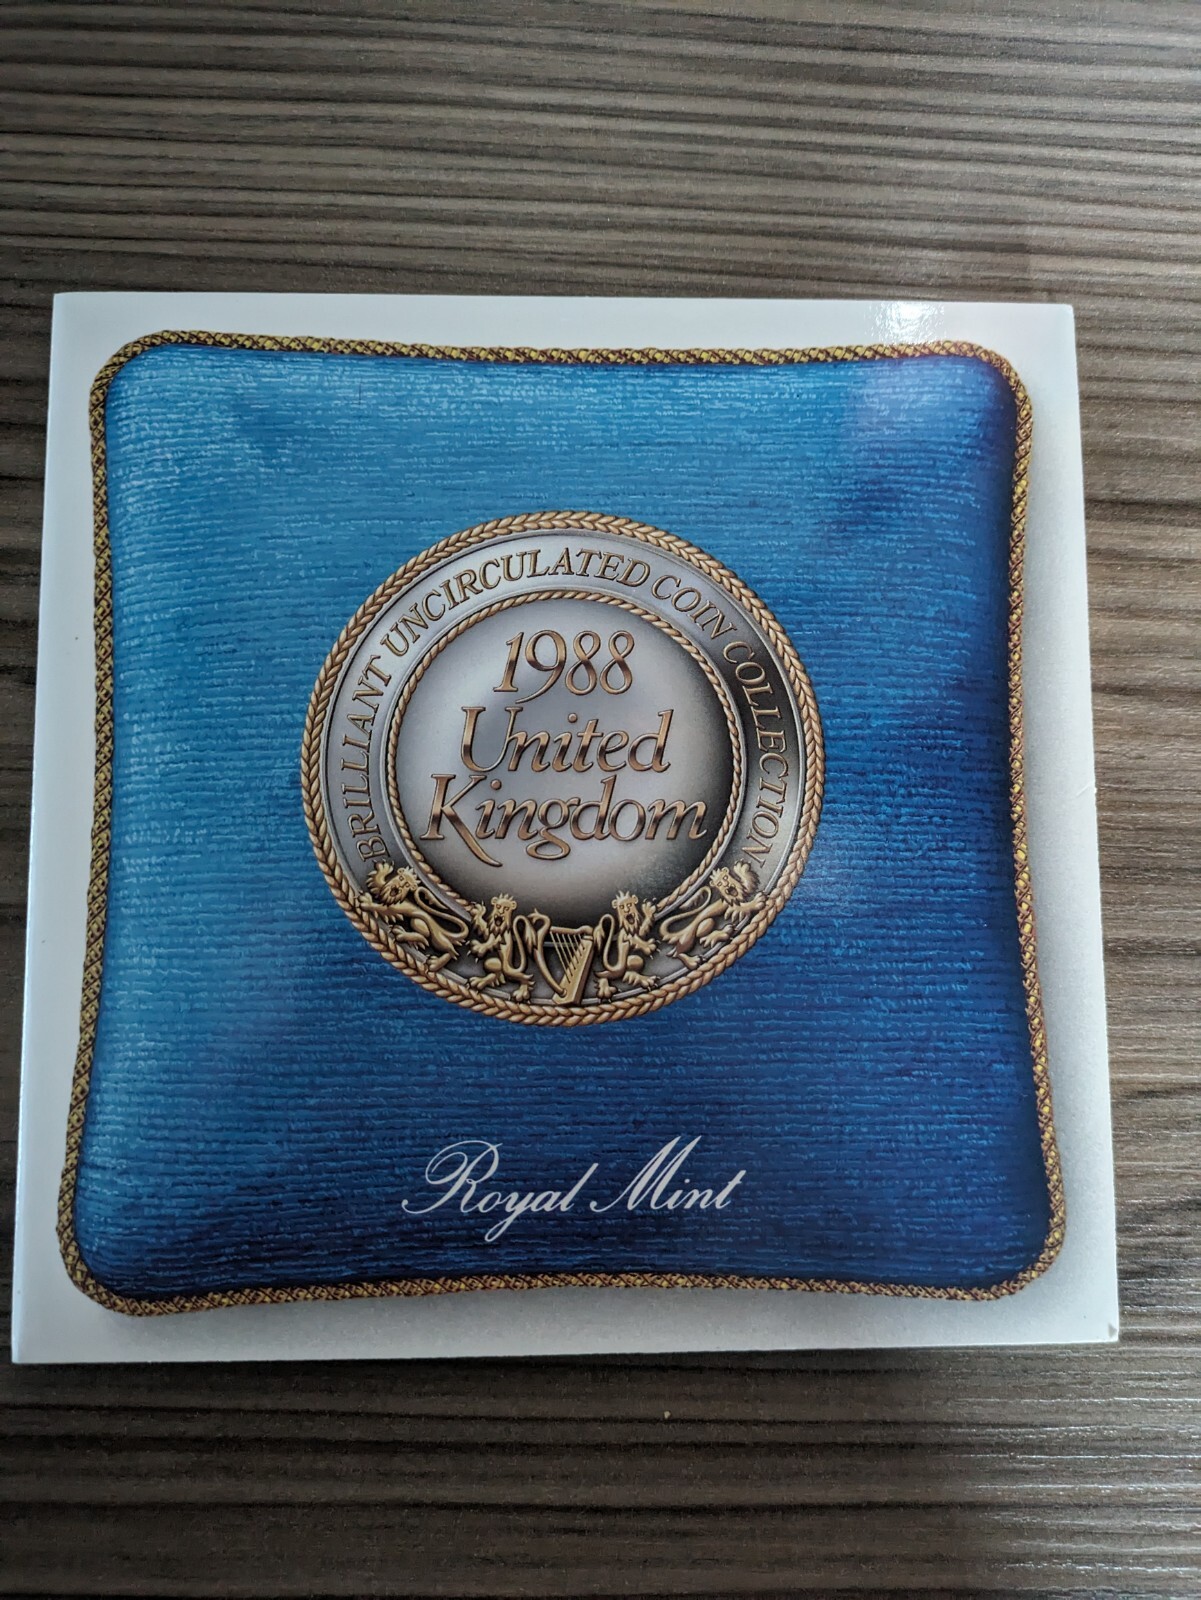 BRILLIANT UNCIRCULATED COIN COLLECTION
1988
United
Kingdom
Royal Mint